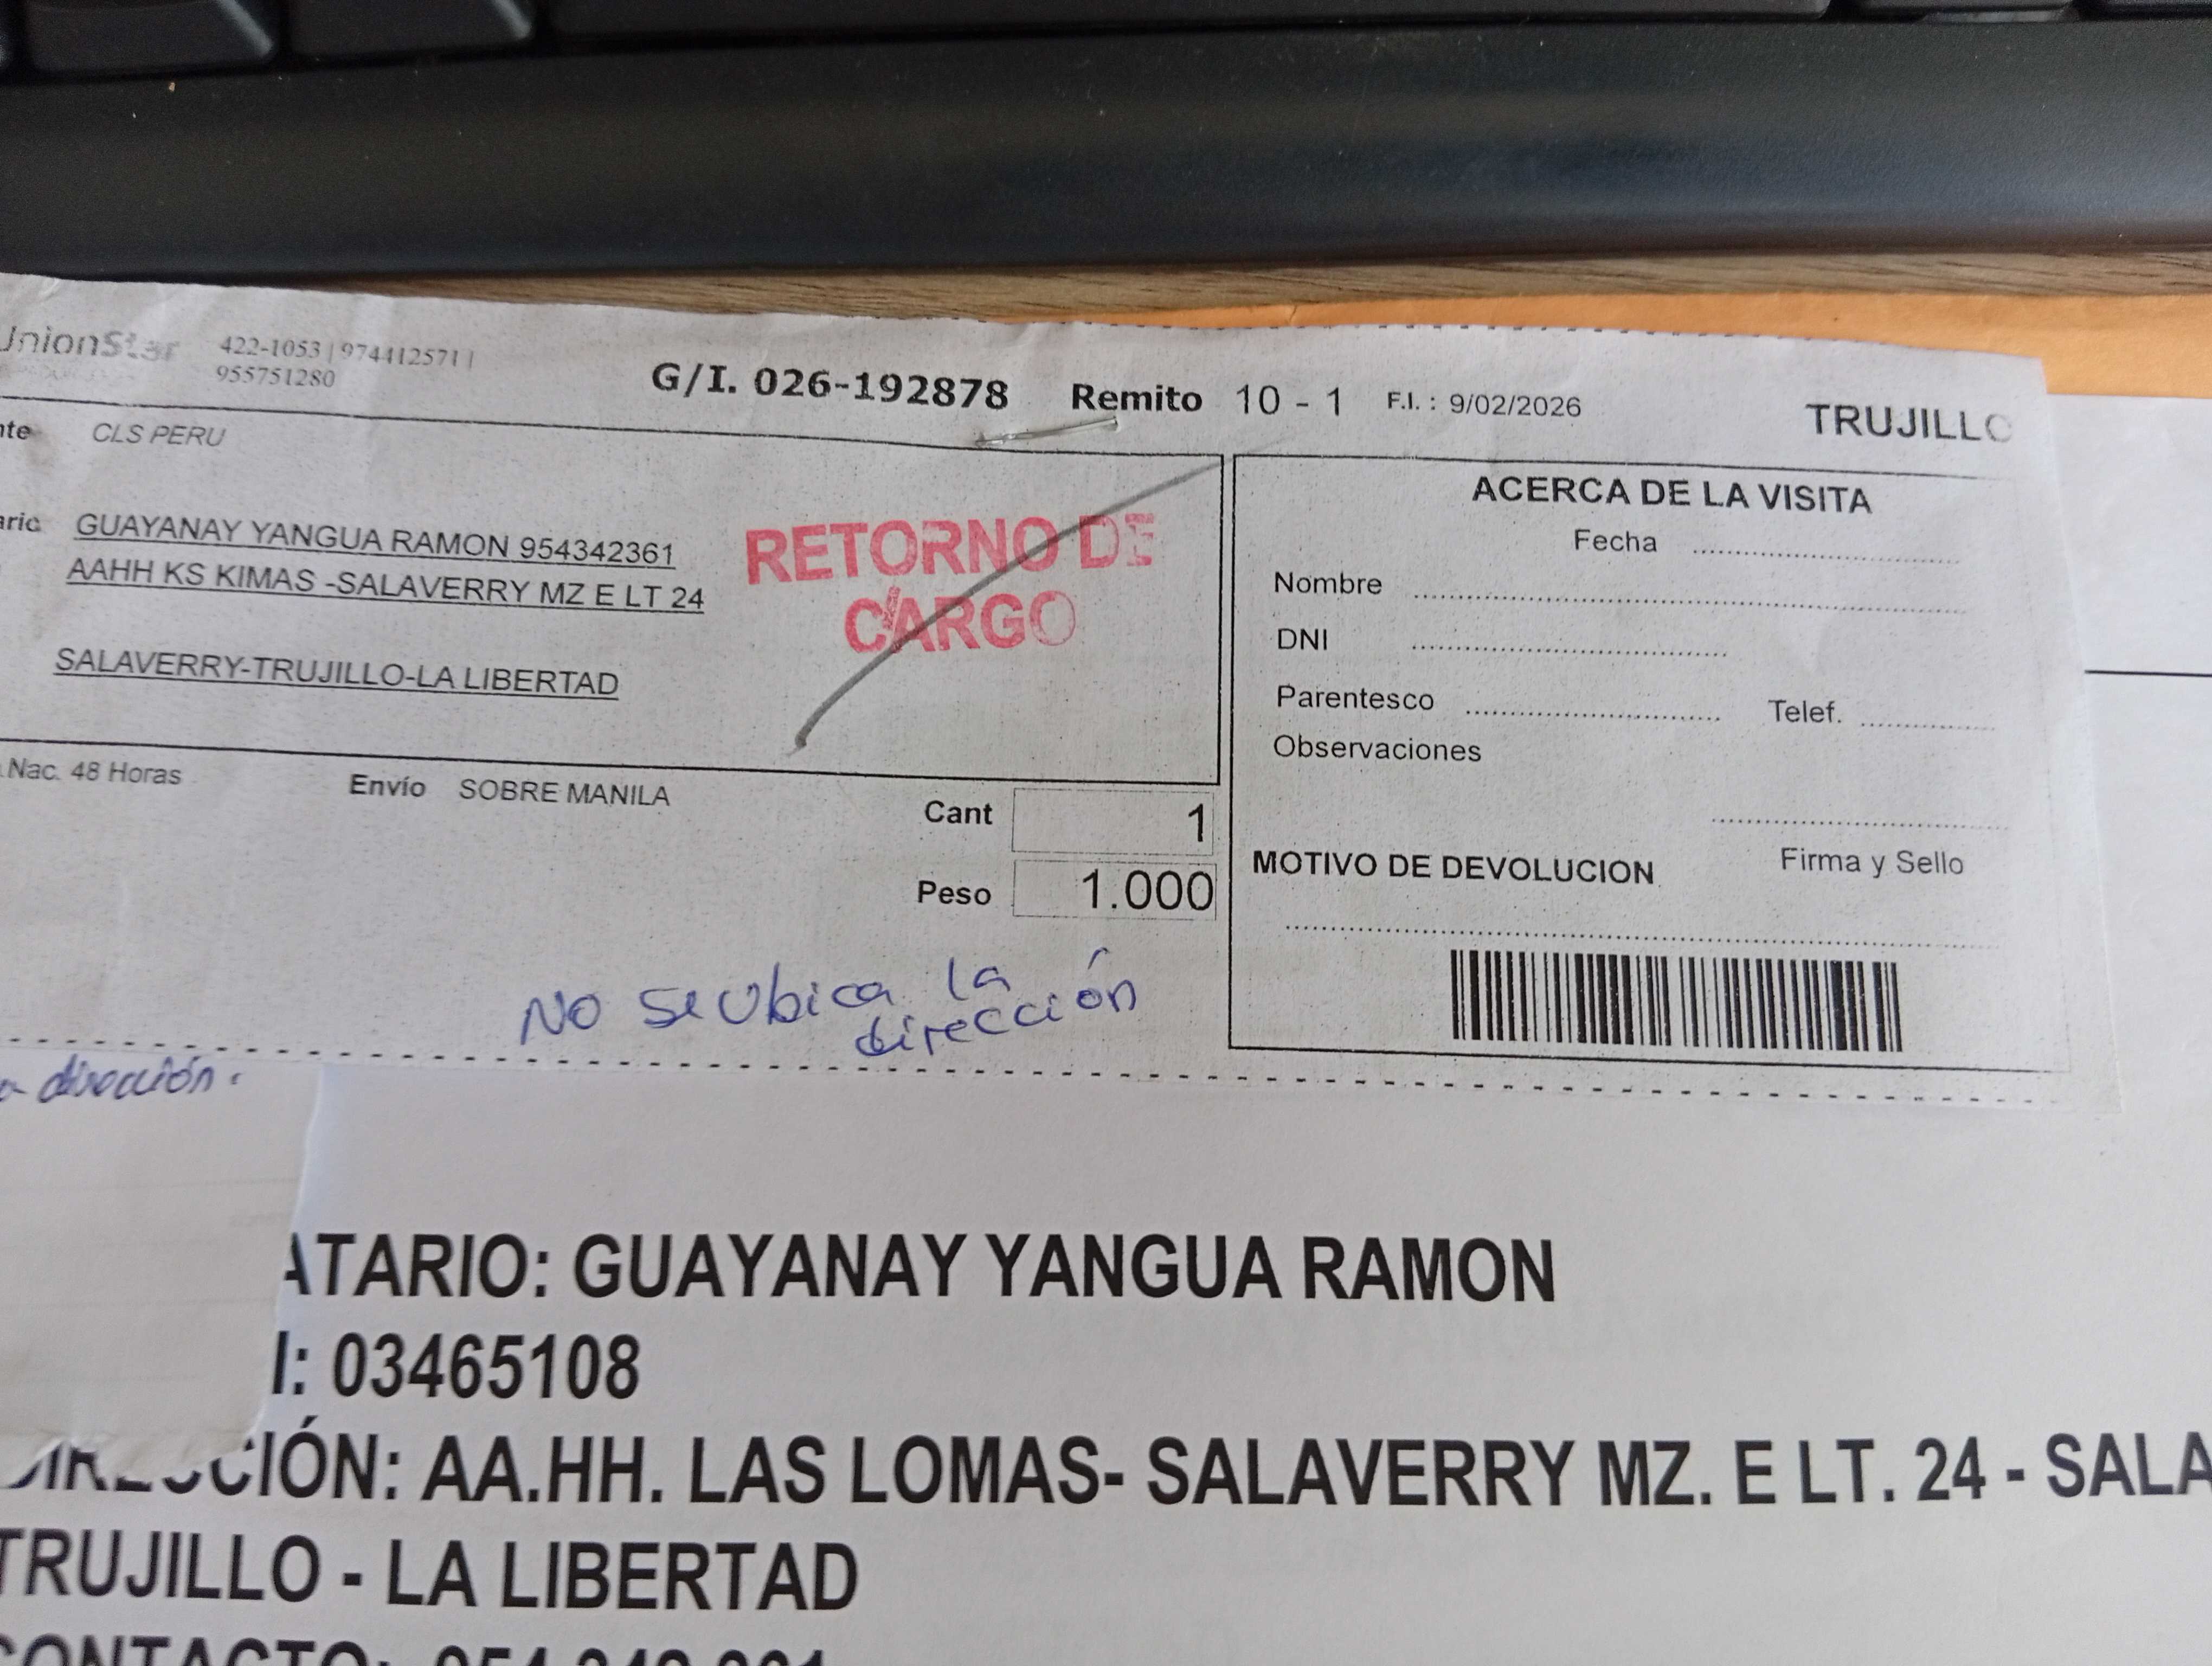 UnionStar 422-1053 | 974412571 |
955751280
G/I. 026-192878 Remito 10 - 1 F.I. : 9/02/2026 TRUJILLO
CLS PERU
GUAYANAY YANGUA RAMON 954342361
AAHH KS KIMAS -SALAVERRY MZ E LT 24
SALAVERRY-TRUJILLO-LA LIBERTAD
RETORNO DE
CARGO
Nac. 48 Horas Envío SOBRE MANILA
Cant 1
Peso 1.000
No se ubica la
dirección
ACERCA DE LA VISITA
Fecha
Nombre
DNI
Parentesco Telef.
Observaciones
MOTIVO DE DEVOLUCION Firma y Sello
dirección.
ATARIO: GUAYANAY YANGUA RAMON
I: 03465108
DIRECCIÓN: AA.HH. LAS LOMAS- SALAVERRY MZ. E LT. 24 - SALA
TRUJILLO - LA LIBERTAD
CONTACTO: